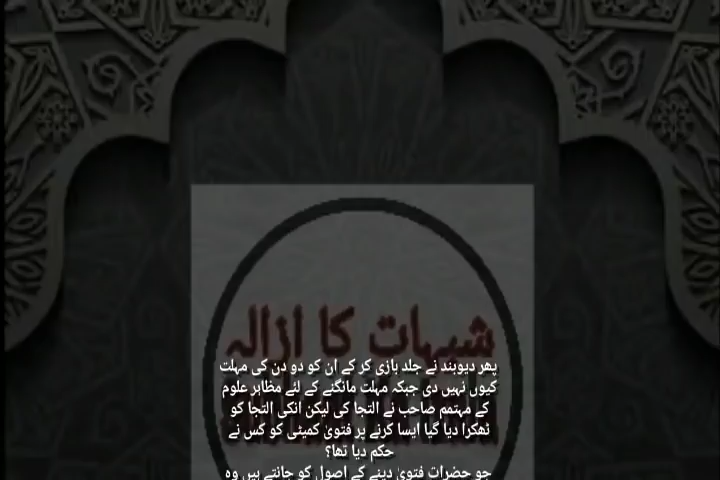 شبہات کا ازالہ
پھر دیوبند نے جلد بازی کر کے ان کو دو دن کی مہلت
کیوں نہیں دی جبکہ مہلت مانگنے کے لئے مظاہر علوم
کے مہتمم صاحب نے التجا کی لیکن انکی التجا کو
ٹھکرا دیا گیا ایسا کرنے پر فتویٰ کمیٹی کو کس نے
حکم دیا تھا؟
جو حضرات فتویٰ دینے کے اصول کو جانتے ہیں وہ